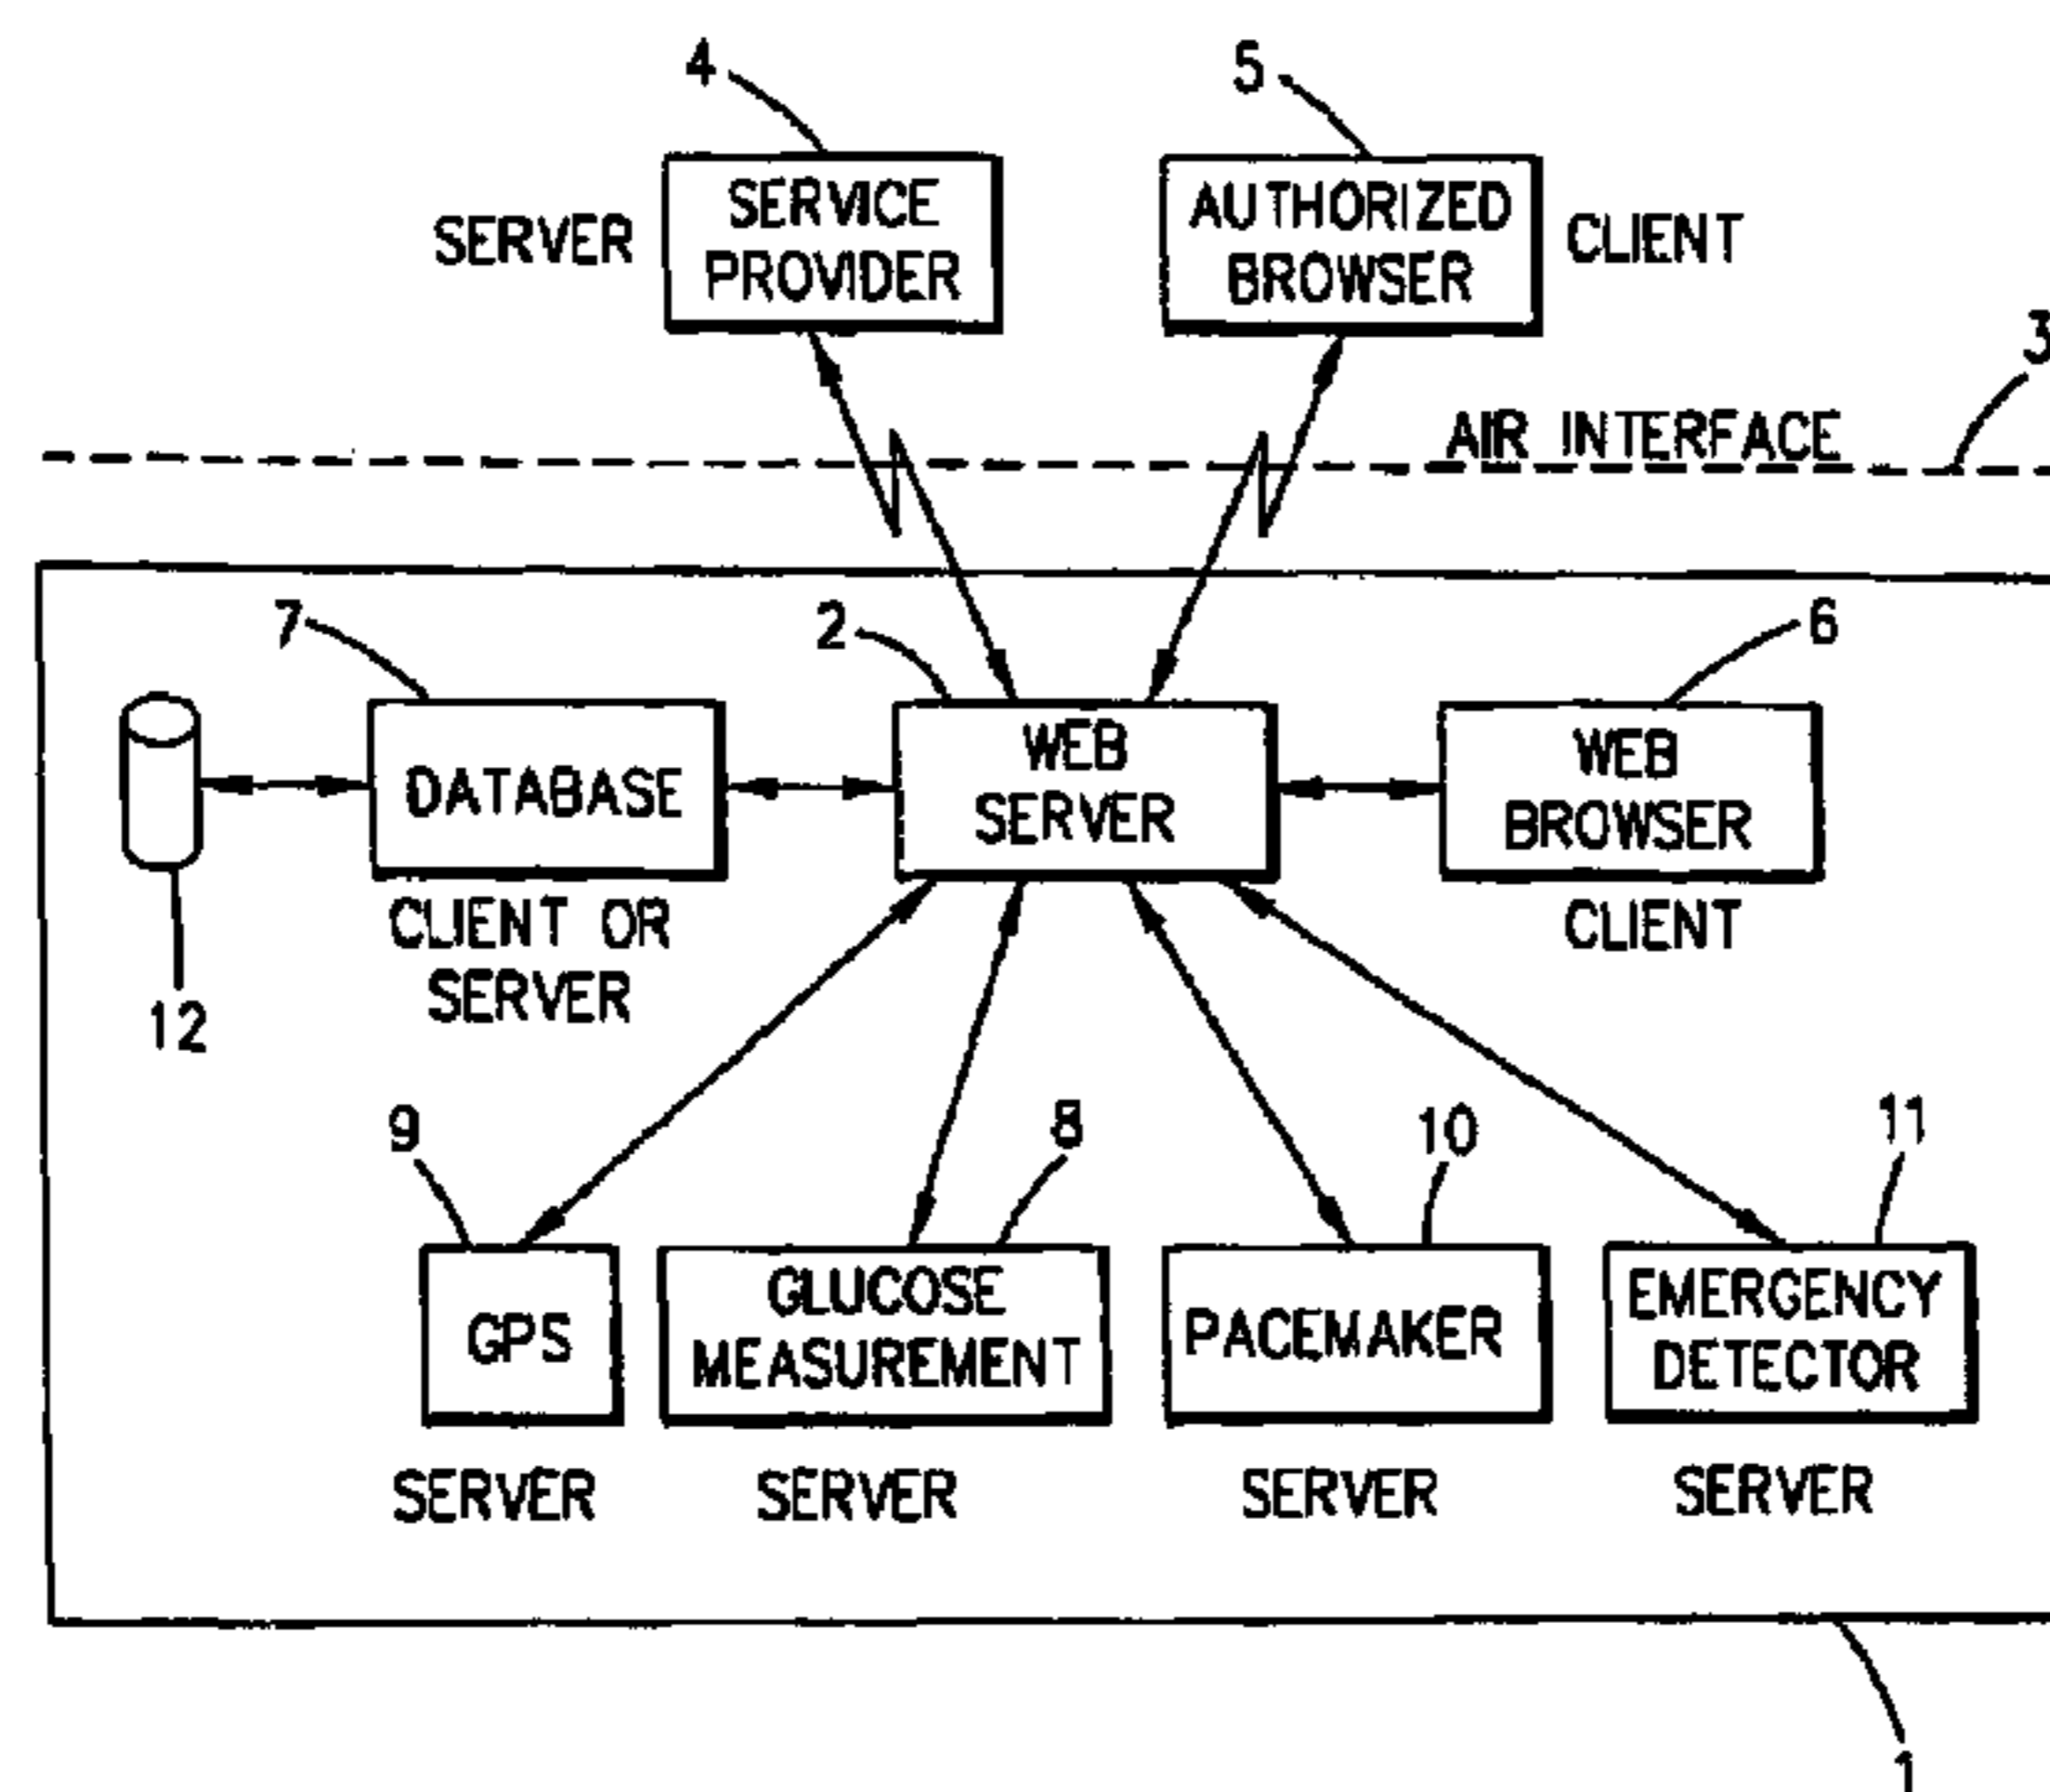 4
5
SERVER
SERVICE
PROVIDER
AUTHORIZED
BROWSER
CLIENT
3
AIR INTERFACE
7
2
6
DATABASE
WEB
SERVER
WEB
BROWSER
CLIENT OR
SERVER
CLIENT
12
9
8
10
11
GPS
GLUCOSE
MEASUREMENT
PACEMAKER
EMERGENCY
DETECTOR
SERVER
SERVER
SERVER
SERVER
1